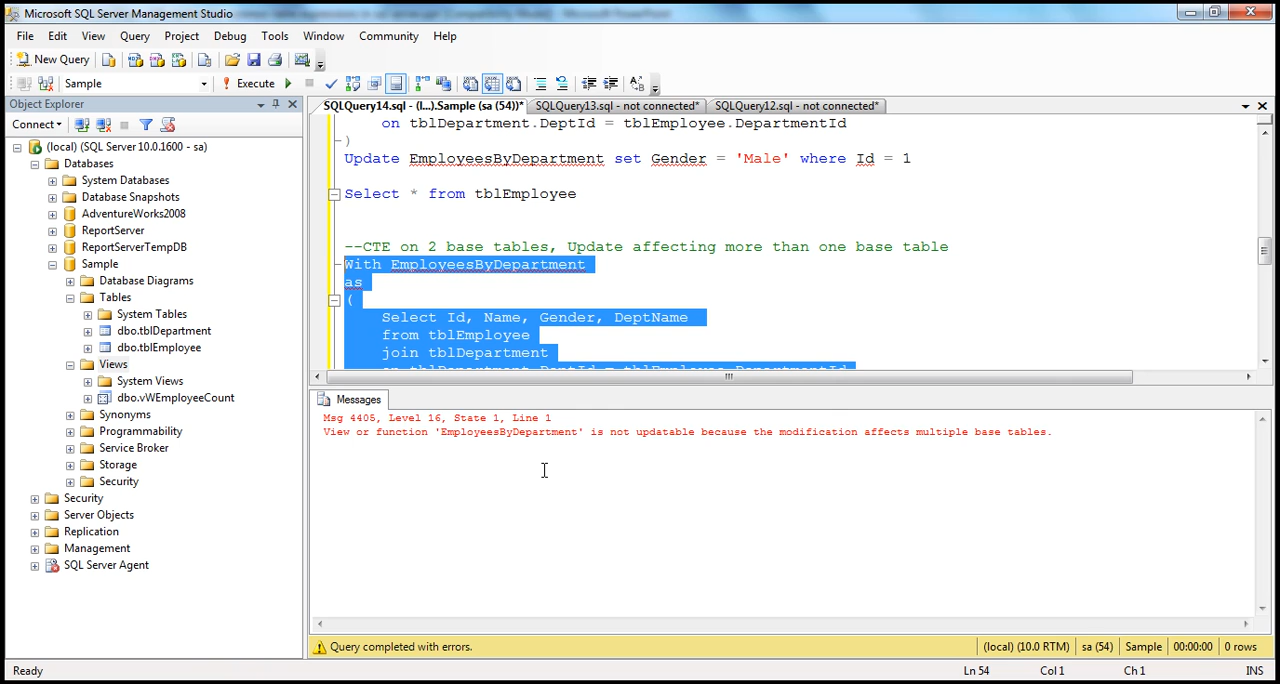 Microsoft SQL Server Management Studio
File Edit View Query Project Debug Tools Window Community Help
New Query
Sample Execute
Object Explorer
SQLQuery14.sql - (l...).Sample (sa (54))* SQLQuery13.sql - not connected* SQLQuery12.sql - not connected*
Connect
(local) (SQL Server 10.0.1600 - sa)
Databases
System Databases
Database Snapshots
AdventureWorks2008
ReportServer
ReportServerTempDB
Sample
Database Diagrams
Tables
System Tables
dbo.tblDepartment
dbo.tblEmployee
Views
System Views
dbo.vWEmployeeCount
Synonyms
Programmability
Service Broker
Storage
Security
Security
Server Objects
Replication
Management
SQL Server Agent
on tblDepartment.DeptId = tblEmployee.DepartmentId
)
Update EmployeesByDepartment set Gender = 'Male' where Id = 1
Select * from tblEmployee
--CTE on 2 base tables, Update affecting more than one base table
With EmployeesByDepartment
as
(
Select Id, Name, Gender, DeptName
from tblEmployee
join tblDepartment
on tblDepartment.DeptId = tblEmployee.DepartmentId
Messages
Msg 4405, Level 16, State 1, Line 1
View or function 'EmployeesByDepartment' is not updatable because the modification affects multiple base tables.
Query completed with errors. (local) (10.0 RTM) sa (54) Sample 00:00:00 0 rows
Ready Ln 54 Col 1 Ch 1 INS